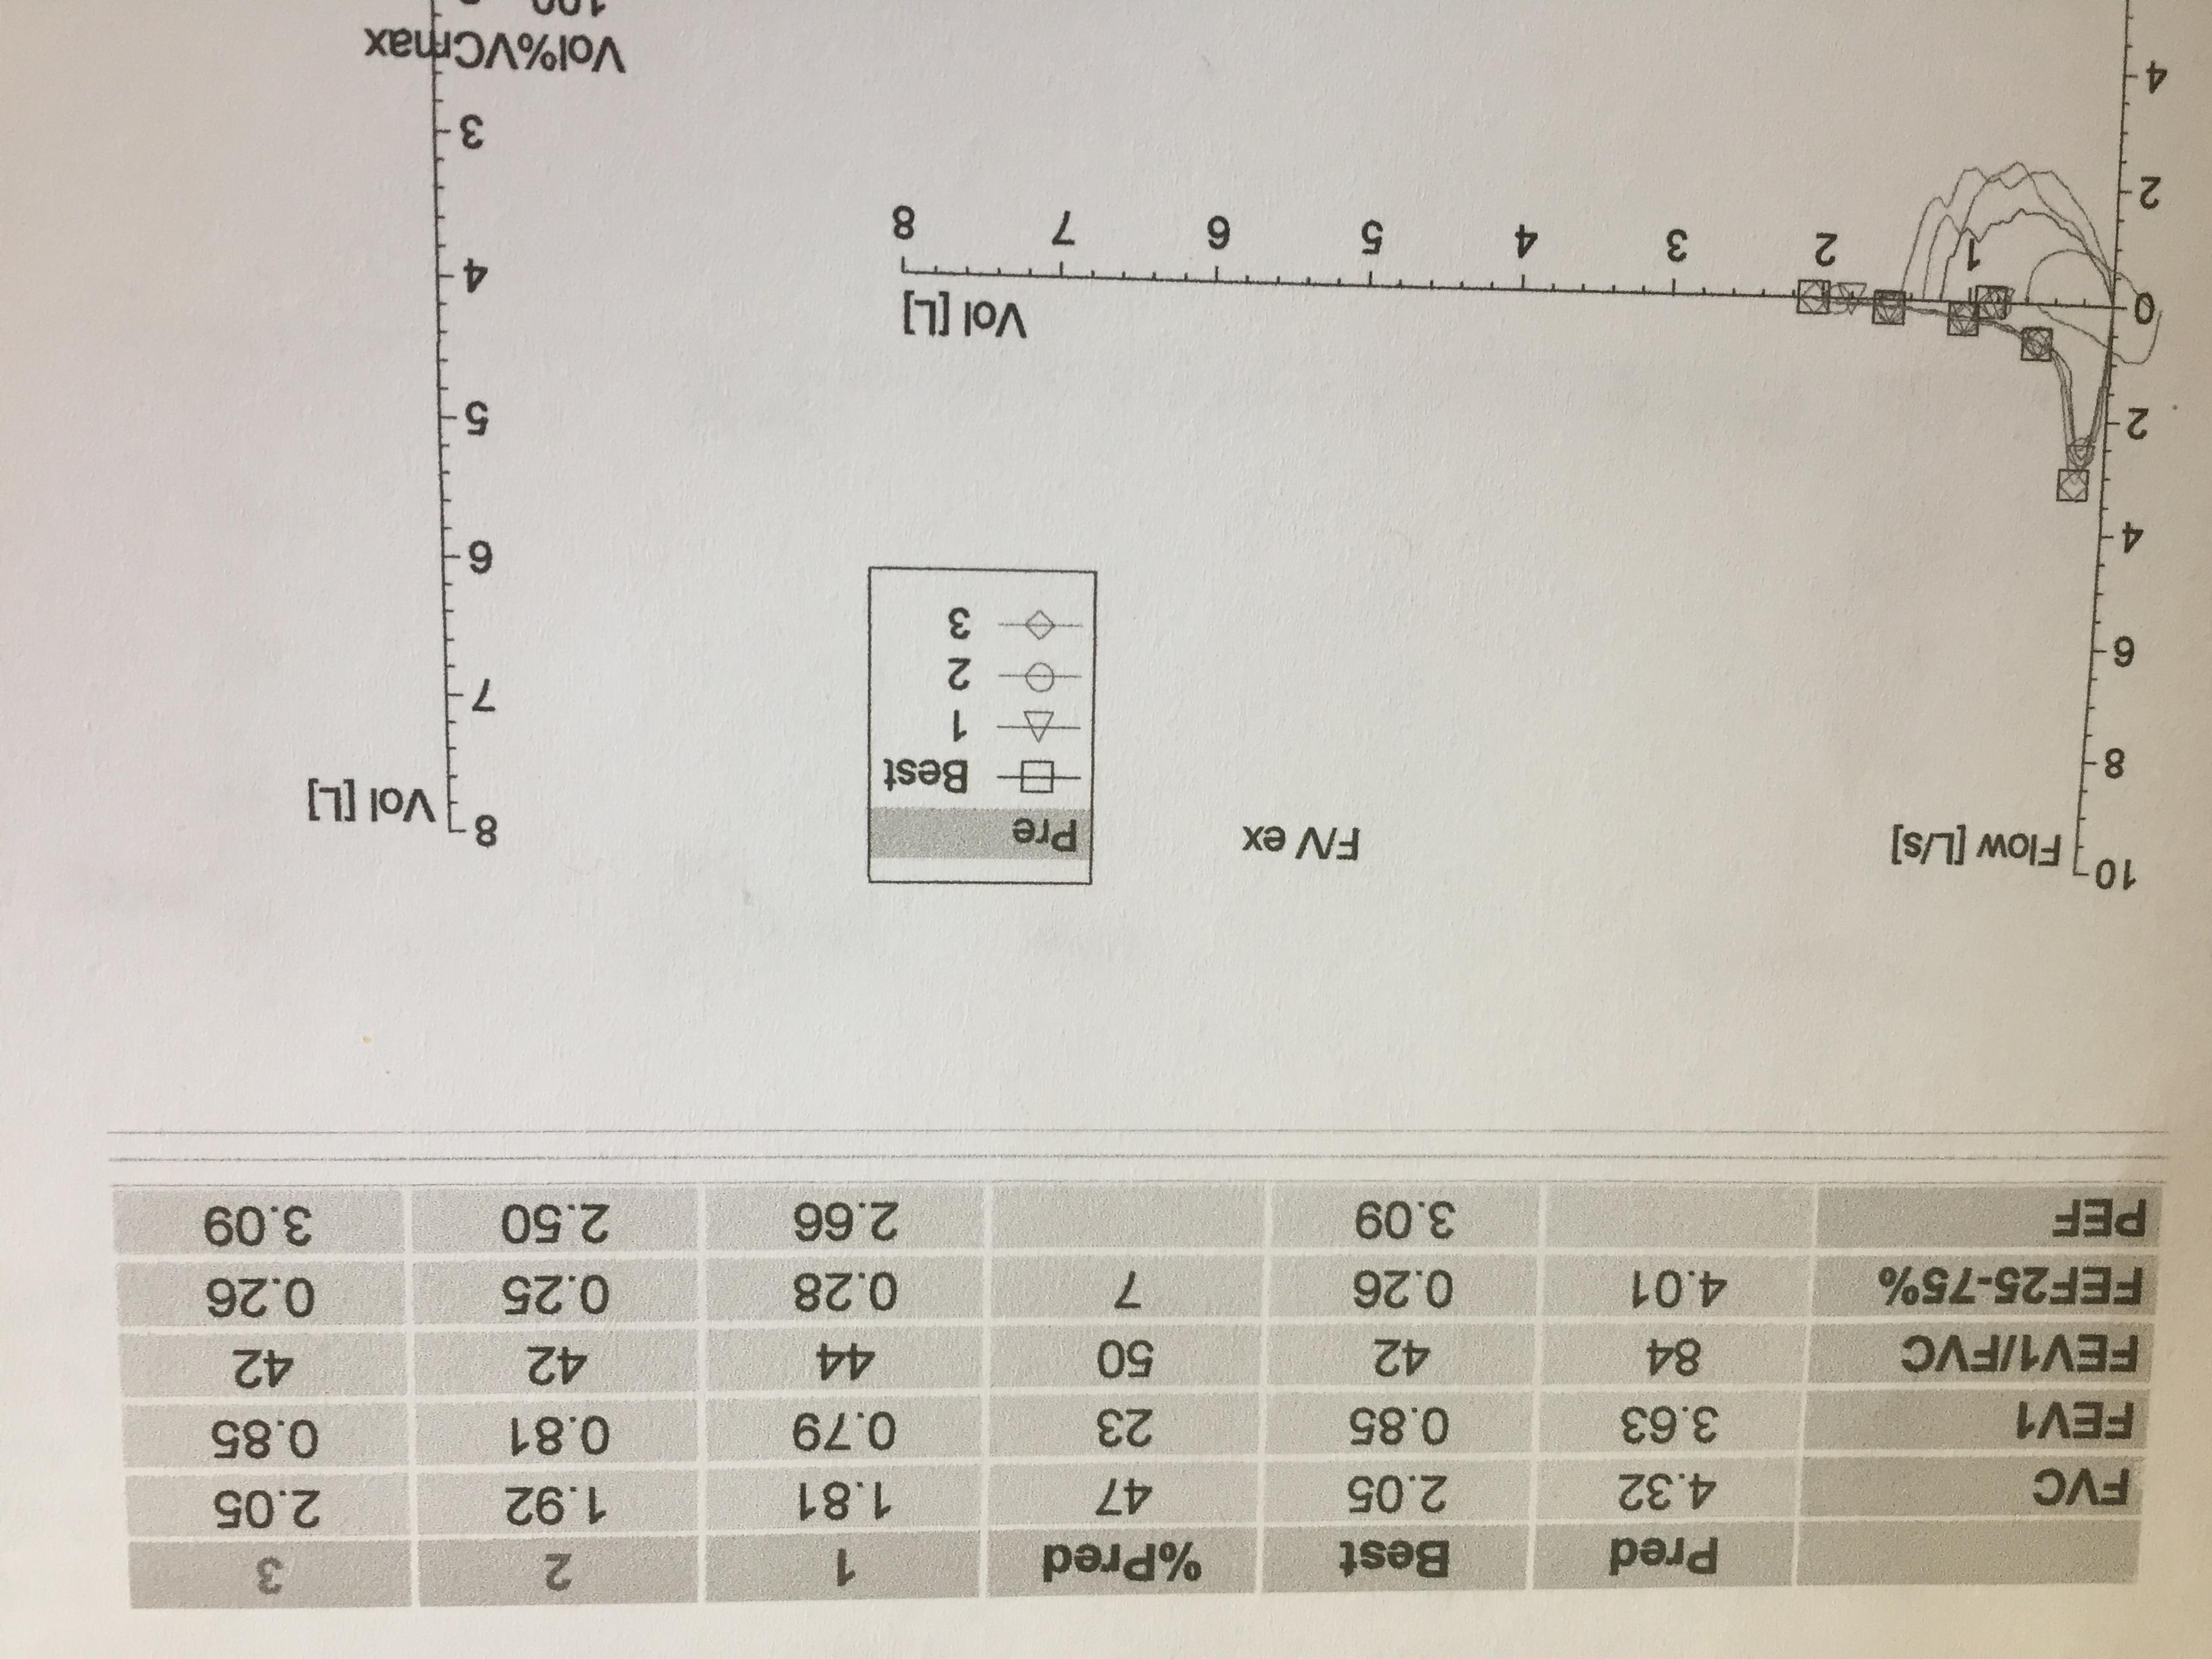 Pred Best %Pred 1 2 3
FVC 4.32 2.05 47 1.81 1.92 2.05
FEV1 3.63 0.85 23 0.79 0.81 0.85
FEV1/FVC 84 42 50 44 42 42
FEF25-75% 4.01 0.26 7 0.28 0.25 0.26
PEF 3.09 2.66 2.50 3.09
10
Flow [L/s]
F/V ex
8
6
4
2
0
2
4
Vol [L]
1 2 3 4 5 6 7 8
Pre
Best
1
2
3
8
Vol [L]
7
6
5
4
3
Vol%VCmax
100